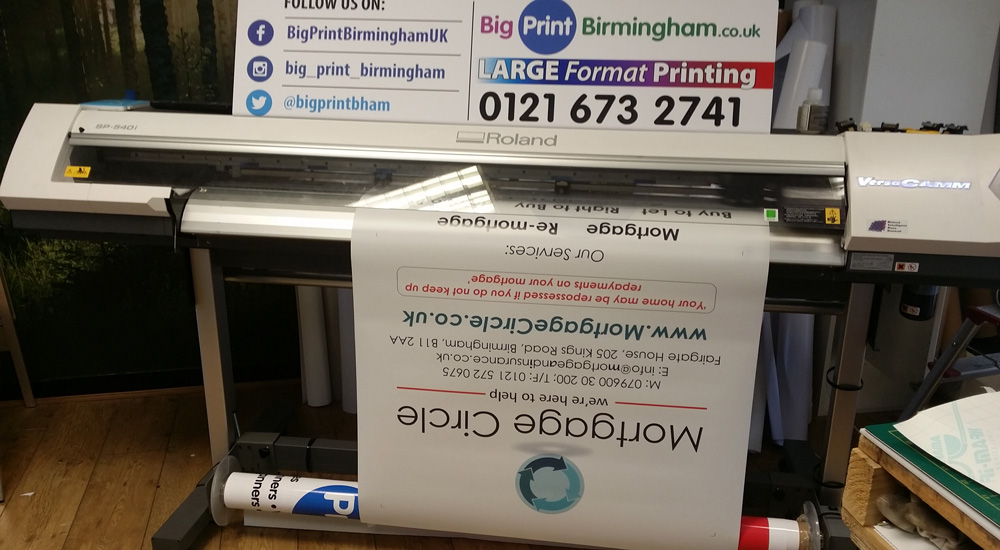 FOLLOW US ON:
BigPrintBirminghamUK
big_print_birmingham
@bigprintbham
Big Print Birmingham.co.uk
LARGE Format Printing
0121 673 2741
SP-540i
Roland
VersaCAMM
Mortgage Circle
we're here to help
M: 079600 30 200: T/F: 0121 572 0675
E: info@mortgageandinsurance.co.uk
Fairgate House, 205 Kings Road, Birmingham, B11 2AA
www.MortgageCircle.co.uk
'Your home may be repossessed if you do not keep up
repayments on your mortgage'
Our Services:
Mortgage Re-mortgage
Buy to Let Right to Buy